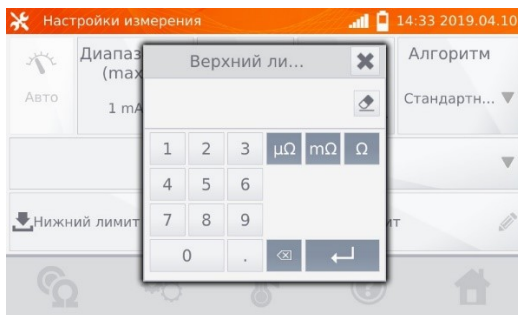 Настройки измерения 14:33 2019.04.10
Диапаз
(max
1 mA
Авто
Верхний ли...
Алгоритм
Стандартн...
1 2 3 µΩ mΩ Ω
4 5 6
7 8 9
0 .
Нижний лимит
ит